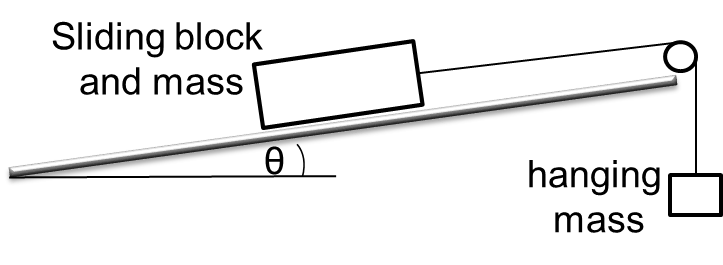 Sliding block
and mass
θ
hanging
mass